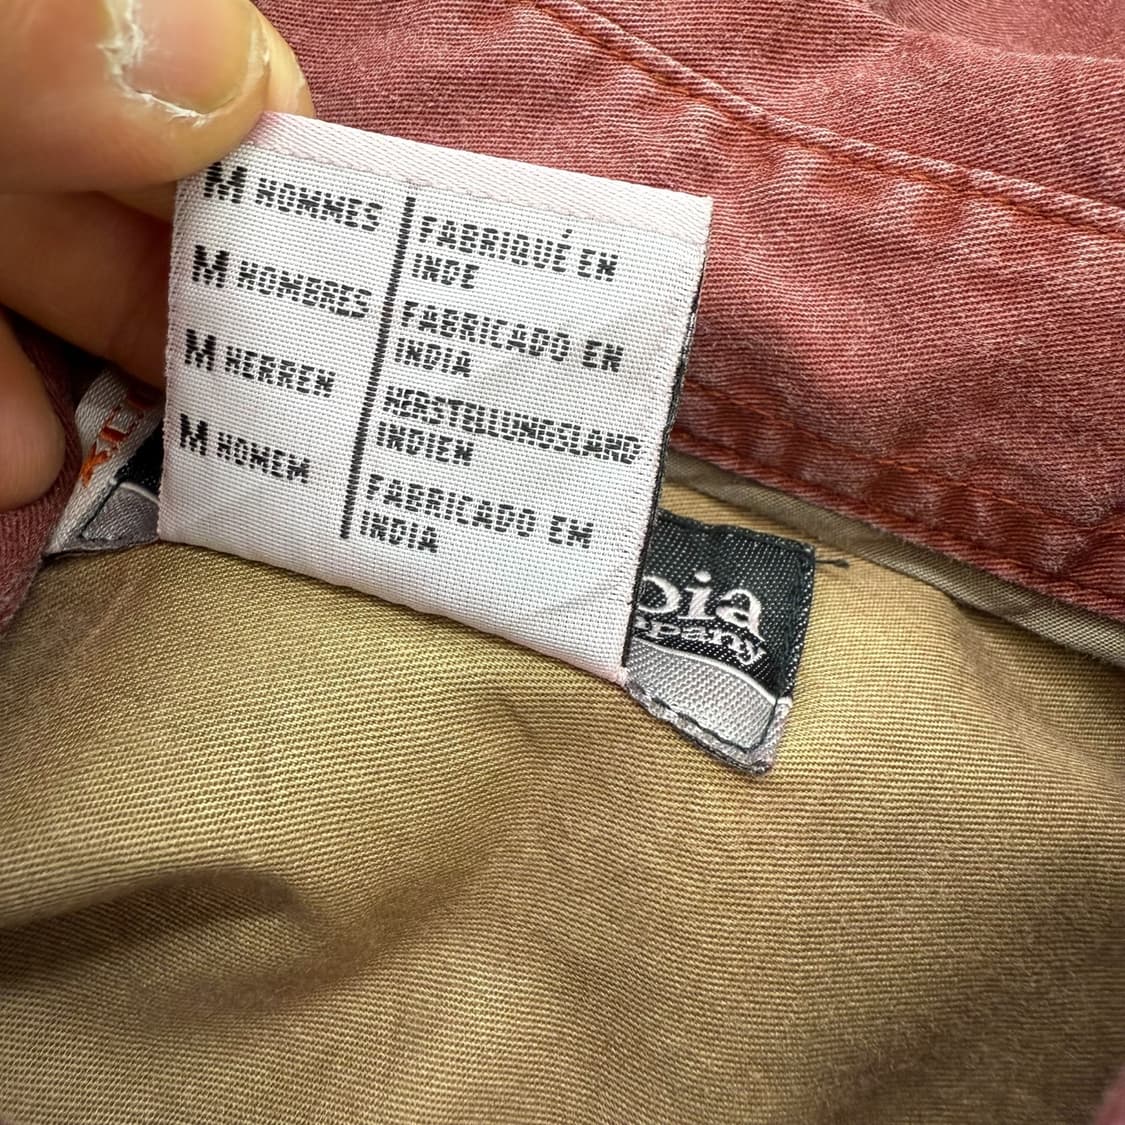 M HOMMES
M HOMBRES
M HERREN
M HOMEM
FABRIQUÉ EN
INDE
FABRICADO EN
INDIA
HERSTELLUNGSLAND
INDIEN
FABRICADO EM
INDIA